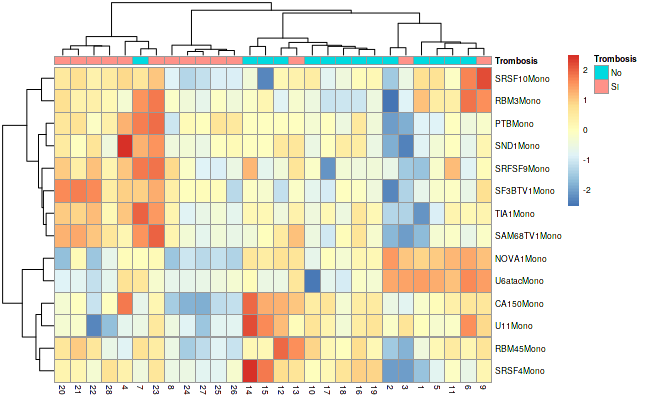 Trombosis
SRSF10Mono
RBM3Mono
PTBMono
SND1Mono
SRFSF9Mono
SF3BTV1Mono
TIA1Mono
SAM68TV1Mono
NOVA1Mono
U6atacMono
CA150Mono
U11Mono
RBM45Mono
SRSF4Mono
20 21 22 28 4 7 23 8 24 27 25 26 14 15 12 13 10 17 18 16 19 2 3 1 5 11 6 9
2
1
0
-1
-2
Trombosis
No
SI